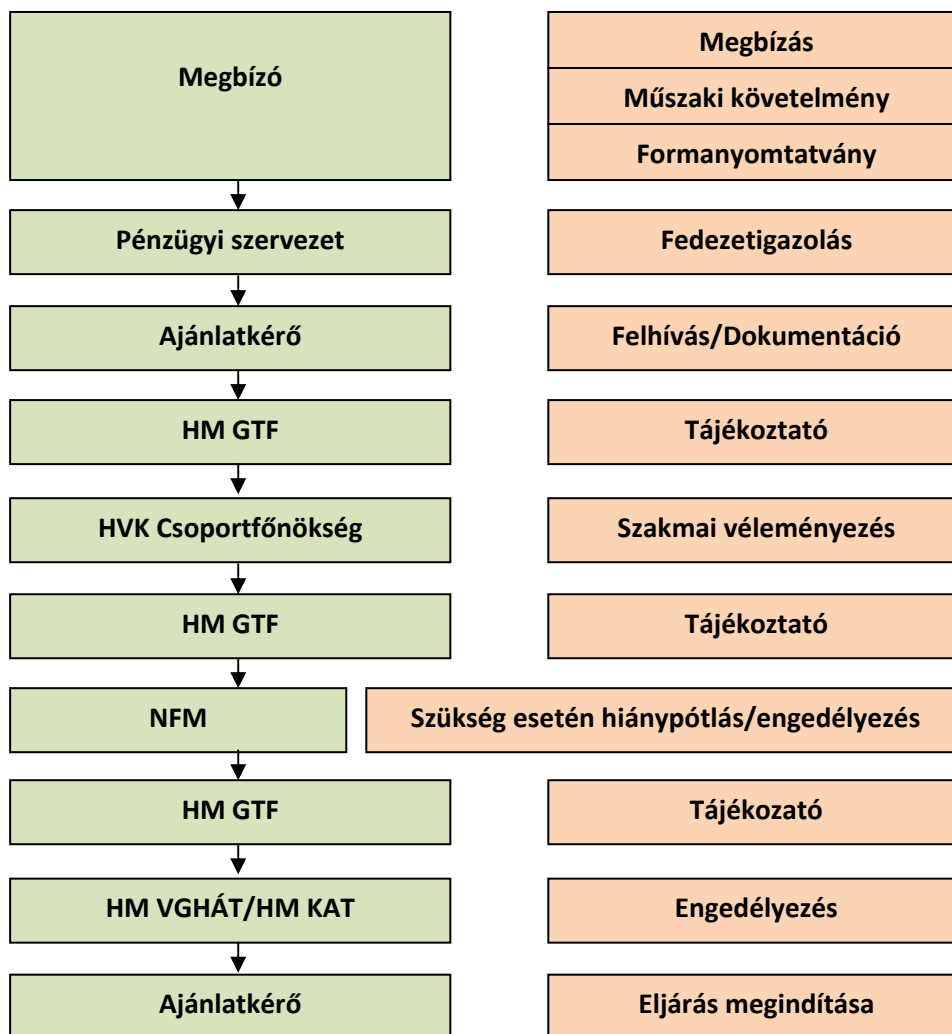 Megbízó
Megbízás
Műszaki követelmény
Formanyomtatvány
Pénzügyi szervezet
Fedezetigazolás
Ajánlatkérő
Felhívás/Dokumentáció
HM GTF
Tájékoztató
HVK Csoportfőnökség
Szakmai véleményezés
HM GTF
Tájékoztató
NFM
Szükség esetén hiánypótlás/engedélyezés
HM GTF
Tájékozató
HM VGHÁT/HM KAT
Engedélyezés
Ajánlatkérő
Eljárás megindítása